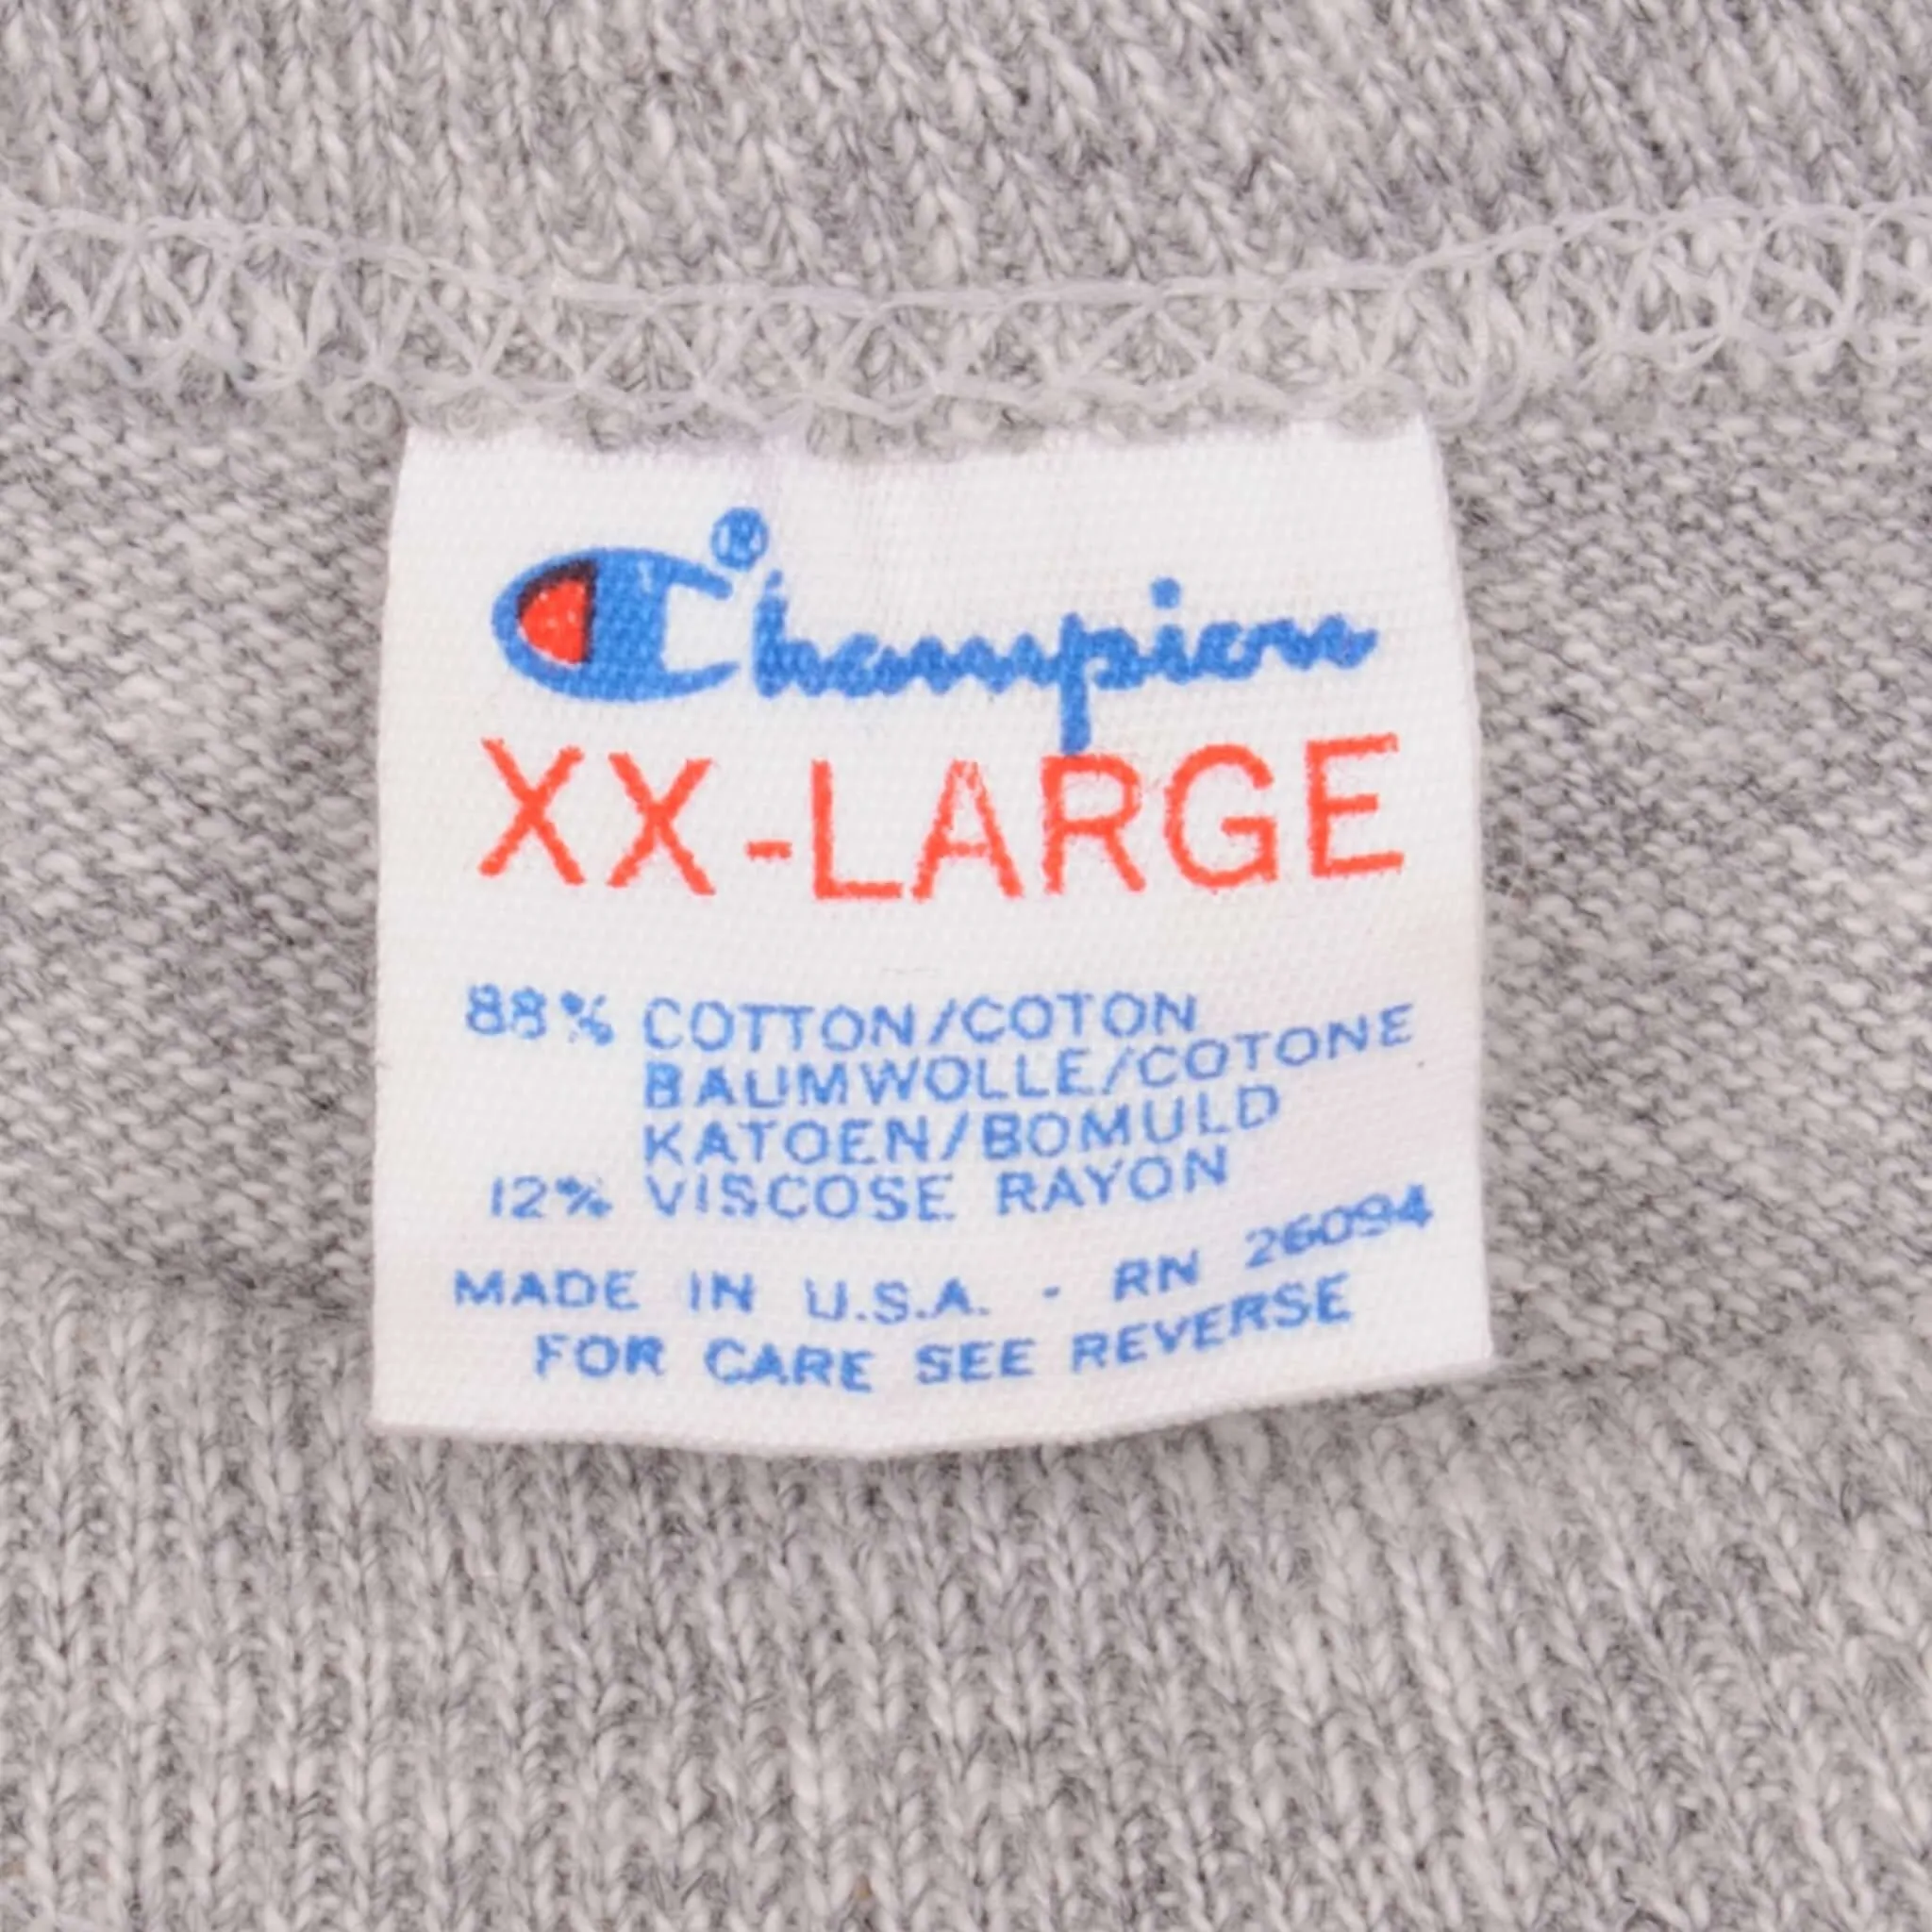 Champion®
XX-LARGE
88% COTTON/COTON
BAUMWOLLE/COTONE
KATOEN/BOMULD
12% VISCOSE RAYON
MADE IN U.S.A. - RN 26094
FOR CARE SEE REVERSE